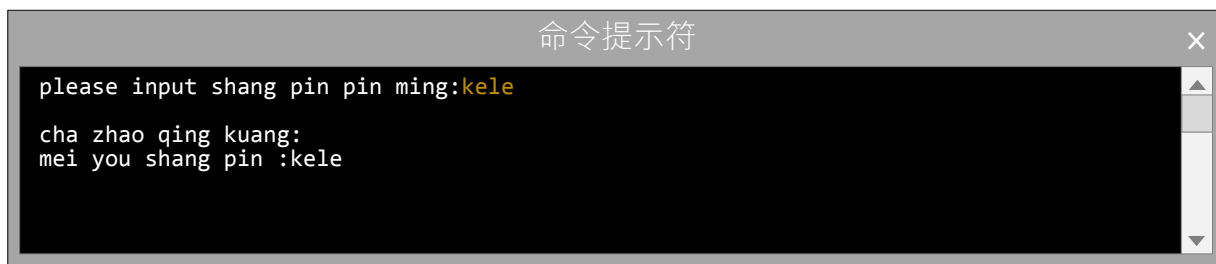 命令提示符
please input shang pin pin ming:kele
cha zhao qing kuang:
mei you shang pin :kele